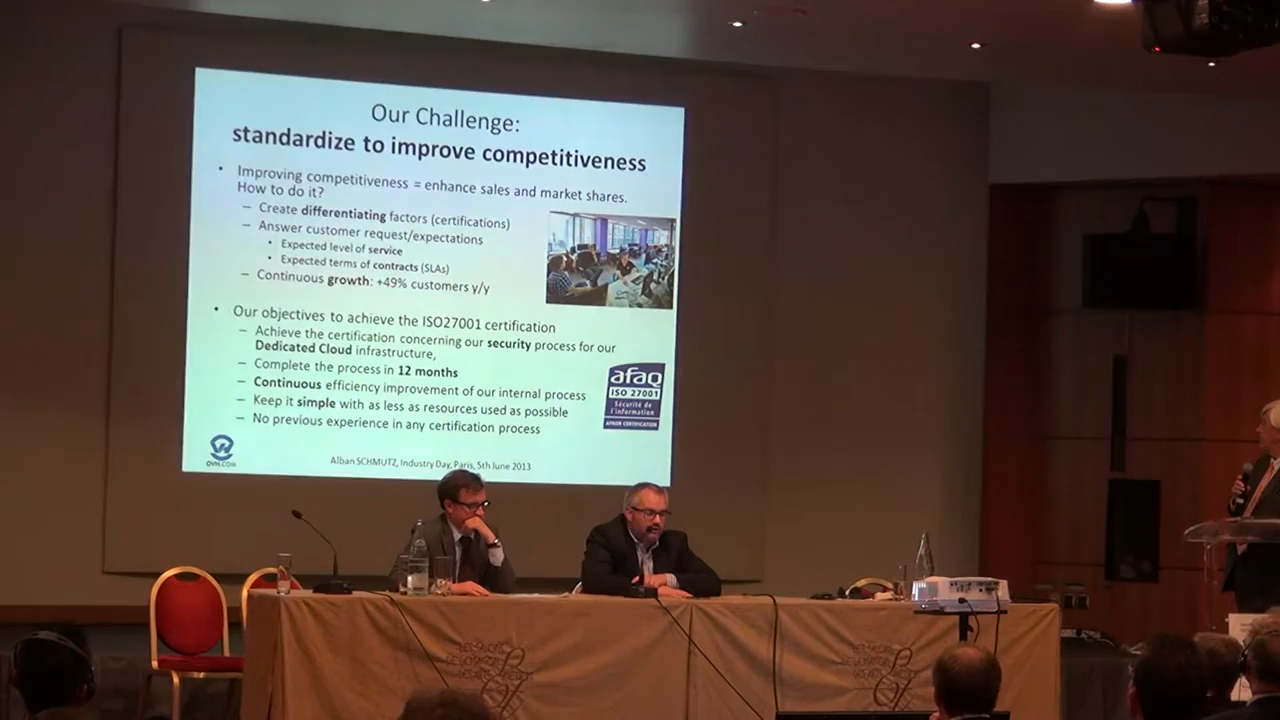 Our Challenge:
standardize to improve competitiveness
• Improving competitiveness = enhance sales and market shares.
How to do it?
– Create differentiating factors (certifications)
– Answer customer request/expectations
• Expected level of service
• Expected terms of contracts (SLAs)
– Continuous growth: +49% customers y/y
• Our objectives to achieve the ISO27001 certification
– Achieve the certification concerning our security process for our
Dedicated Cloud infrastructure,
– Complete the process in 12 months
– Continuous efficiency improvement of our internal process
– Keep it simple with as less as resources used as possible
– No previous experience in any certification process
afaq
ISO 27001
Sécurité de
l'information
AFNOR CERTIFICATION
OVH.COM
Alban SCHMUTZ, Industry Day, Paris, 5th June 2013